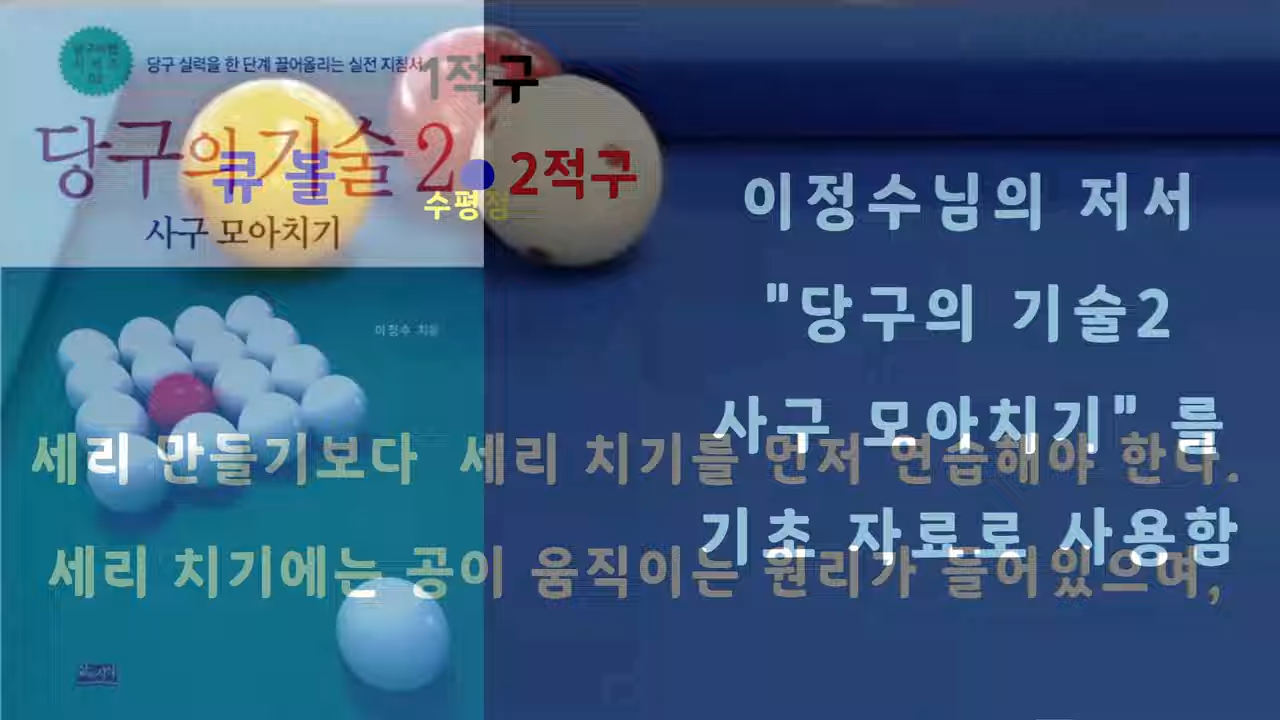 당구 실력을 한 단계 끌어올리는 실전 지침서
1적구
당구의 기술 2
큐 볼
2적구
수평점
사구 모아치기
이정수 지음
이정수님의 저서
"당구의 기술2
사구 모아치기" 를
기초 자료로 사용함
세리 만들기보다 세리 치기를 먼저 연습해야 한다.
세리 치기에는 공이 움직이는 원리가 들어있으며,